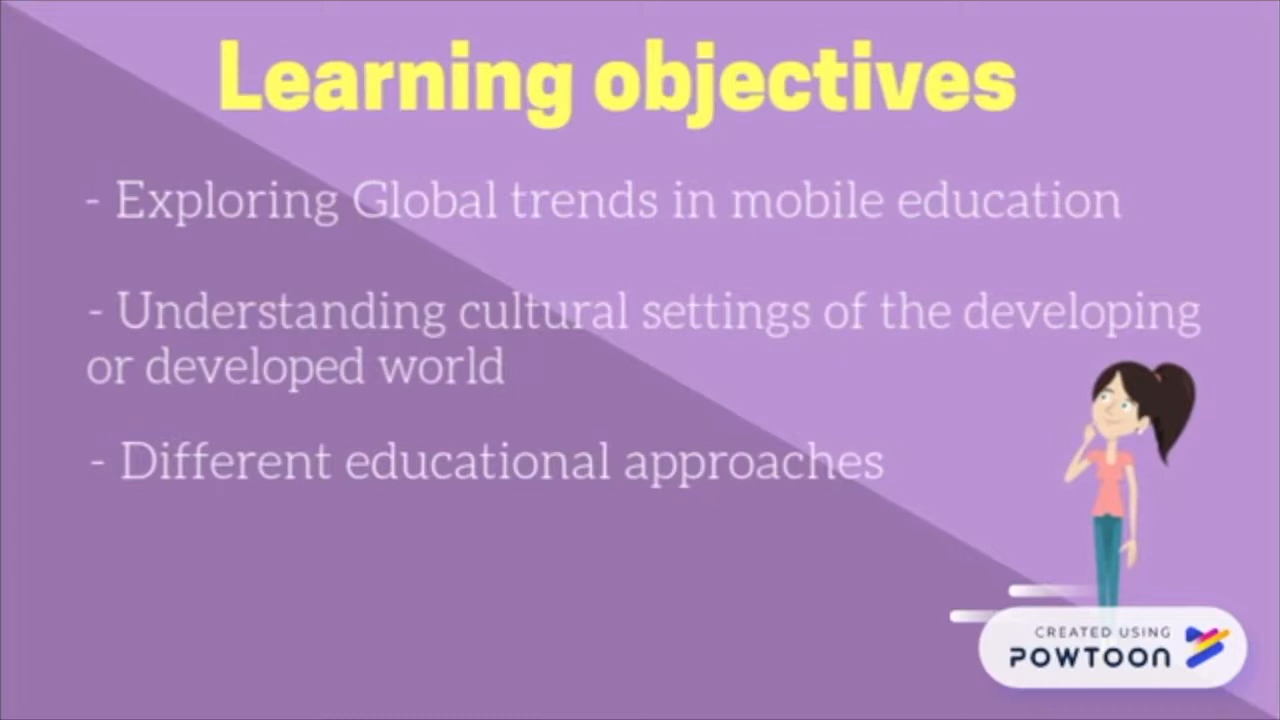 Learning objectives
- Exploring Global trends in mobile education
- Understanding cultural settings of the developing
or developed world
- Different educational approaches
CREATED USING
POWTOON